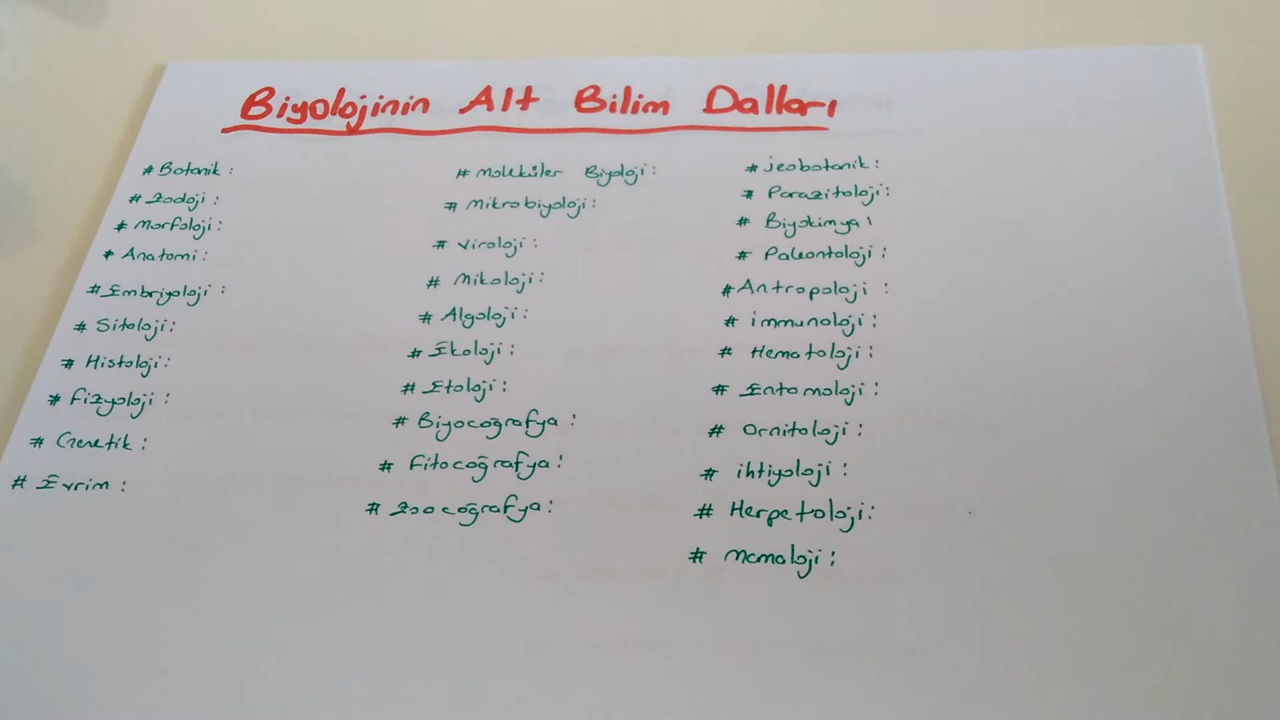 Biyolojinin Alt Bilim Dalları
# Botanik :
# Zooloji :
# Morfoloji :
# Anatomi :
# Embriyoloji :
# Sitoloji :
# Histoloji :
# Fizyoloji :
# Genetik :
# Evrim :
# Moleküler Biyoloji :
# Mikrobiyoloji :
# Viroloji :
# Mikoloji :
# Algoloji :
# Ekoloji :
# Etoloji :
# Biyocoğrafya :
# Fitocoğrafya :
# Zoocoğrafya :
# jeobotanik :
# Parazitoloji :
# Biyokimya :
# Paleontoloji :
# Antropoloji :
# immunoloji :
# Hematoloji :
# Entomoloji :
# Ornitoloji :
# ihtiyoloji :
# Herpetoloji :
# Mamoloji :